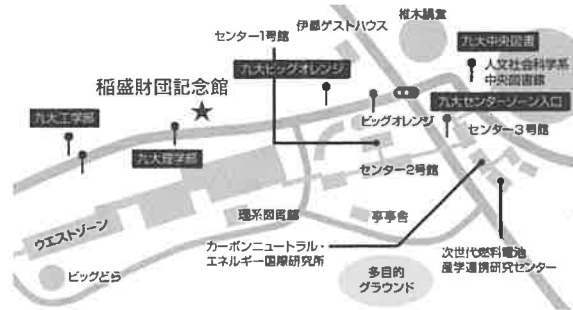 椎木講堂
伊都ゲストハウス
センター1号館
九大中央図書
人文社会科学系
中央図書館
九大ビッグオレンジ
稲盛財団記念館
九大センターゾーン入口
九大工学部
ビッグオレンジ
センター3号館
九大理学部
センター2号館
理系図書館
亭亭舎
ウエストゾーン
カーボンニュートラル・
エネルギー国際研究所
次世代燃料電池
産学連携研究センター
ビッグどら
多目的
グラウンド